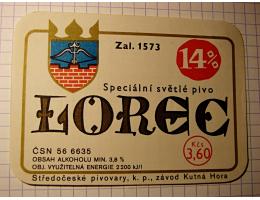 Zal. 1573
14%
Speciální světlé pivo
LOREC
Kčs
3,60
ČSN 56 6635
OBSAH ALKOHOLU MIN. 3,8 %
OBJ. VYUŽITELNÁ ENERGIE 2200 kJ/l
Středočeské pivovary, k. p., závod Kutná Hora